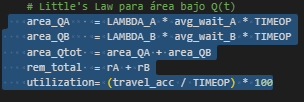 # Little's Law para área bajo Q(t)
area_QA = LAMBDA_A * avg_wait_A * TIMEOP
area_QB = LAMBDA_B * avg_wait_B * TIMEOP
area_Qtot= area_QA + area_QB
rem_total = rA + rB
utilization= (travel_acc / TIMEOP) * 100